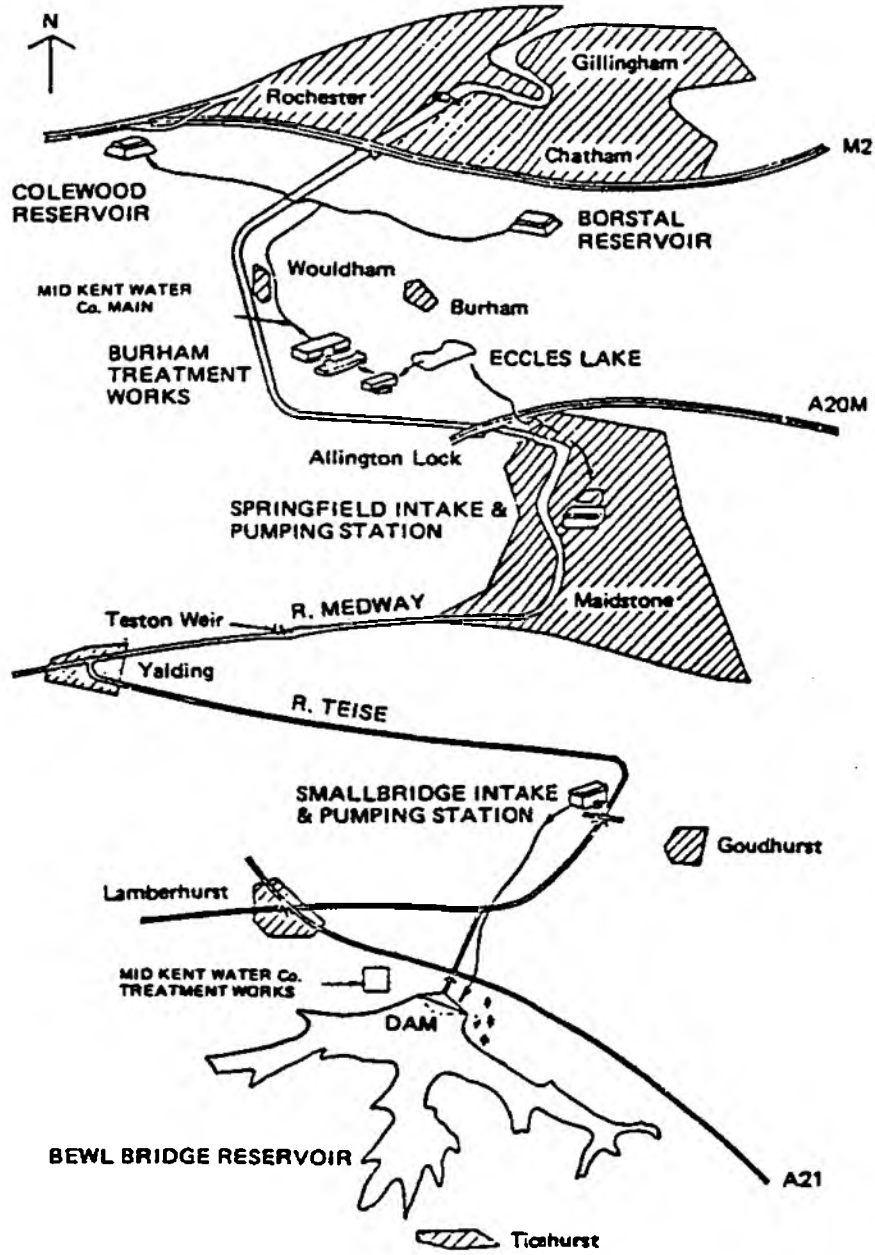 N
Gillingham
Rochester
Chatham
M2
COLEWOOD
RESERVOIR
BORSTAL
RESERVOIR
Wouldham
MID KENT WATER
Co. MAIN
Burham
BURHAM
TREATMENT
WORKS
ECCLES LAKE
A20M
Allington Lock
SPRINGFIELD INTAKE &
PUMPING STATION
R. MEDWAY
Maidstone
Teston Weir
Yalding
R. TEISE
SMALLBRIDGE INTAKE
& PUMPING STATION
Goudhurst
Lamberhurst
MID KENT WATER Co.
TREATMENT WORKS
DAM
BEWL BRIDGE RESERVOIR
A21
Ticehurst